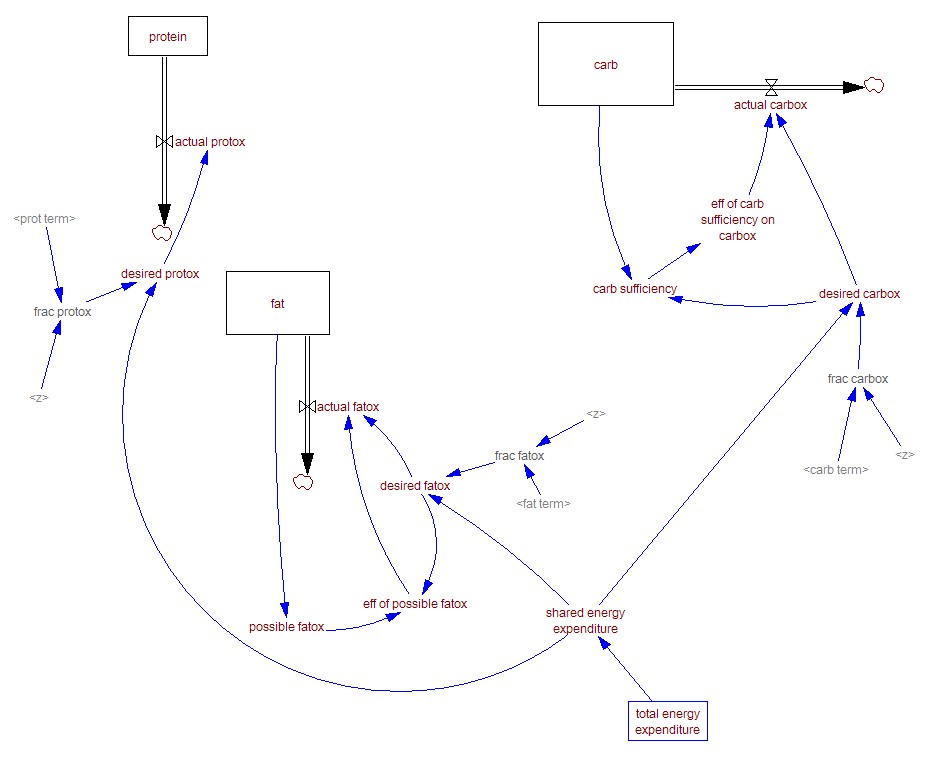 protein
carb
actual carbox
actual protox
eff of carb
sufficiency on
carbox
<prot term>
desired protox
carb sufficiency
desired carbox
fat
frac protox
frac carbox
<z>
actual fatox
<z>
frac fatox
<z>
<carb term>
desired fatox
<fat term>
eff of possible fatox
shared energy
expenditure
possible fatox
total energy
expenditure